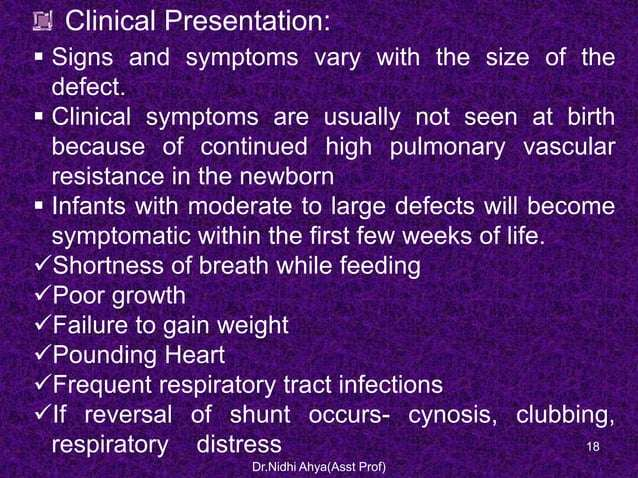 Clinical Presentation:
▪ Signs and symptoms vary with the size of the
defect.
▪ Clinical symptoms are usually not seen at birth
because of continued high pulmonary vascular
resistance in the newborn
▪ Infants with moderate to large defects will become
symptomatic within the first few weeks of life.
✓Shortness of breath while feeding
✓Poor growth
✓Failure to gain weight
✓Pounding Heart
✓Frequent respiratory tract infections
✓If reversal of shunt occurs- cynosis, clubbing,
respiratory distress
18
Dr.Nidhi Ahya(Asst Prof)